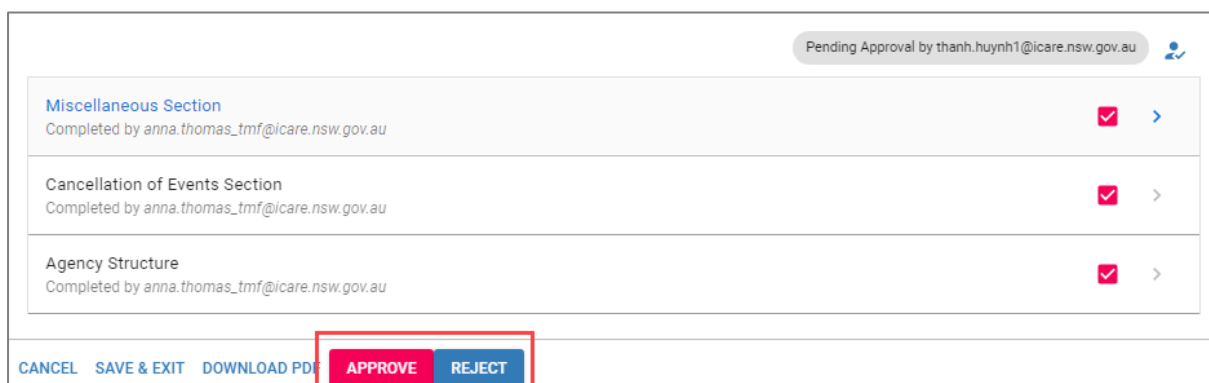 Pending Approval by thanh.huynh1@icare.nsw.gov.au
Miscellaneous Section
Completed by anna.thomas_tmf@icare.nsw.gov.au
Cancellation of Events Section
Completed by anna.thomas_tmf@icare.nsw.gov.au
Agency Structure
Completed by anna.thomas_tmf@icare.nsw.gov.au
CANCEL SAVE & EXIT DOWNLOAD PDF APPROVE REJECT